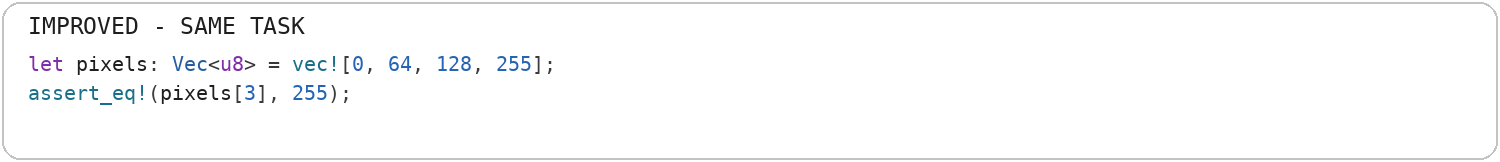 IMPROVED - SAME TASK
let pixels: Vec<u8> = vec![0, 64, 128, 255];
assert_eq!(pixels[3], 255);